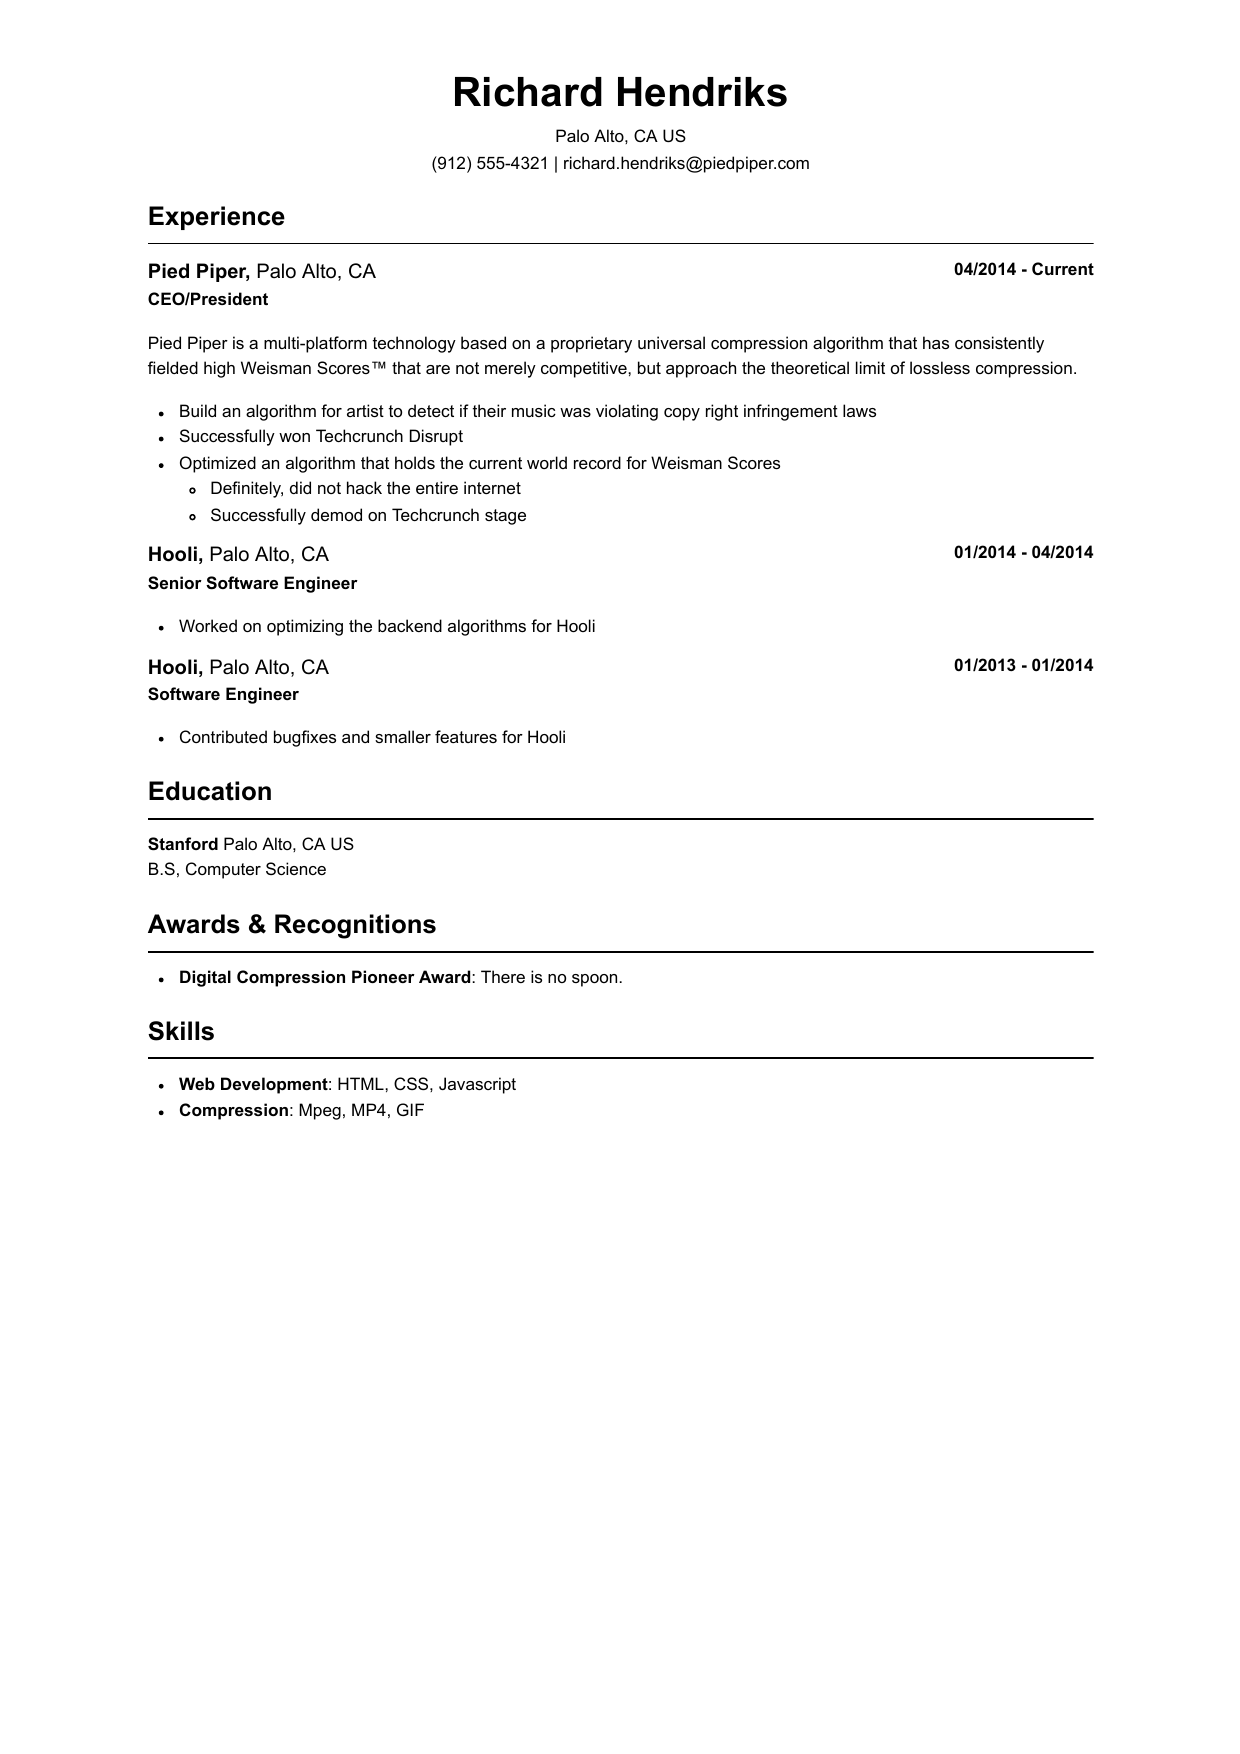 Richard Hendriks
Palo Alto, CA US
(912) 555-4321 | richard.hendriks@piedpiper.com
Experience
Pied Piper, Palo Alto, CA 04/2014 - Current
CEO/President
Pied Piper is a multi-platform technology based on a proprietary universal compression algorithm that has consistently
fielded high Weisman Scores™ that are not merely competitive, but approach the theoretical limit of lossless compression.
• Build an algorithm for artist to detect if their music was violating copy right infringement laws
• Successfully won Techcrunch Disrupt
• Optimized an algorithm that holds the current world record for Weisman Scores
◦ Definitely, did not hack the entire internet
◦ Successfully demod on Techcrunch stage
Hooli, Palo Alto, CA 01/2014 - 04/2014
Senior Software Engineer
• Worked on optimizing the backend algorithms for Hooli
Hooli, Palo Alto, CA 01/2013 - 01/2014
Software Engineer
• Contributed bugfixes and smaller features for Hooli
Education
Stanford Palo Alto, CA US
B.S, Computer Science
Awards & Recognitions
• Digital Compression Pioneer Award: There is no spoon.
Skills
• Web Development: HTML, CSS, Javascript
• Compression: Mpeg, MP4, GIF